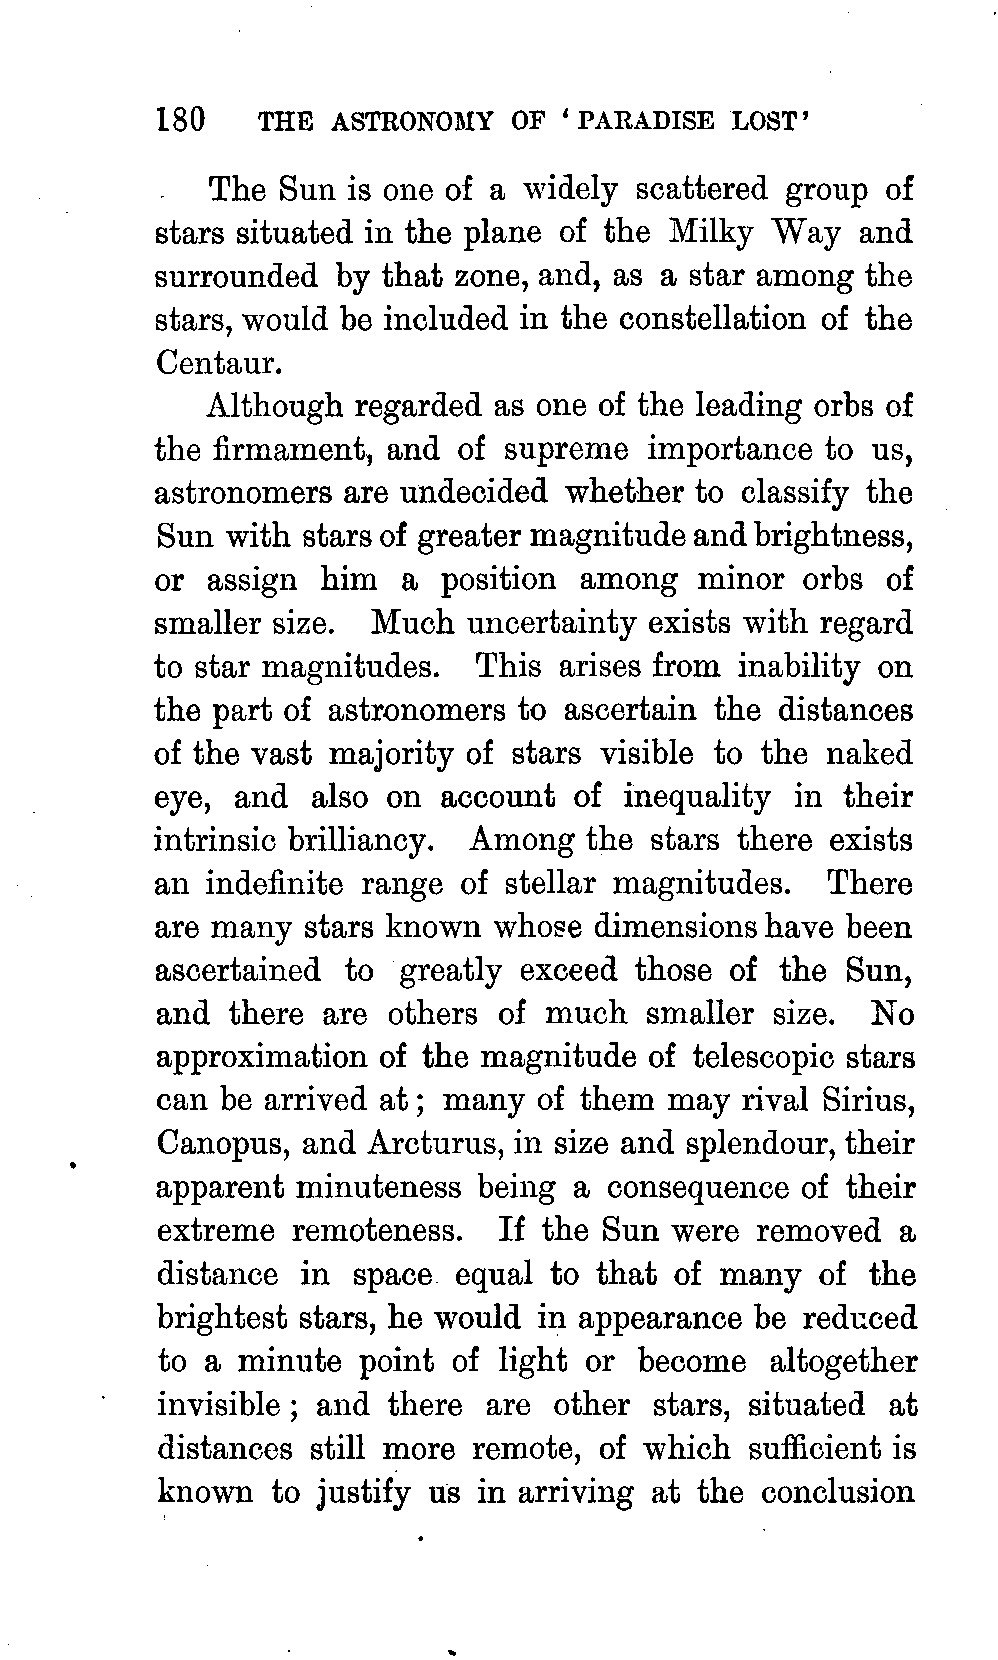 180 THE ASTRONOMY OF ‘PARADISE LOST’
The Sun is one of a widely scattered group of
stars situated in the plane of the Milky Way and
surrounded by that zone, and, as a star among the
stars, would be included in the constellation of the
Centaur.
Although regarded as one of the leading orbs of
the firmament, and of supreme importance to us,
astronomers are undecided whether to classify the
Sun with stars of greater magnitude and brightness,
or assign him a position among minor orbs of
smaller size. Much uncertainty exists with regard
to star magnitudes. This arises from inability on
the part of astronomers to ascertain the distances
of the vast majority of stars visible to the naked
eye, and also on account of inequality in their
intrinsic brilliancy. Among the stars there exists
an indefinite range of stellar magnitudes. There
are many stars known whose dimensions have been
ascertained to greatly exceed those of the Sun,
and there are others of much smaller size. No
approximation of the magnitude of telescopic stars
can be arrived at; many of them may rival Sirius,
Canopus, and Arcturus, in size and splendour, their
apparent minuteness being a consequence of their
extreme remoteness. If the Sun were removed a
distance in space equal to that of many of the
brightest stars, he would in appearance be reduced
to a minute point of light or become altogether
invisible; and there are other stars, situated at
distances still more remote, of which sufficient is
known to justify us in arriving at the conclusion